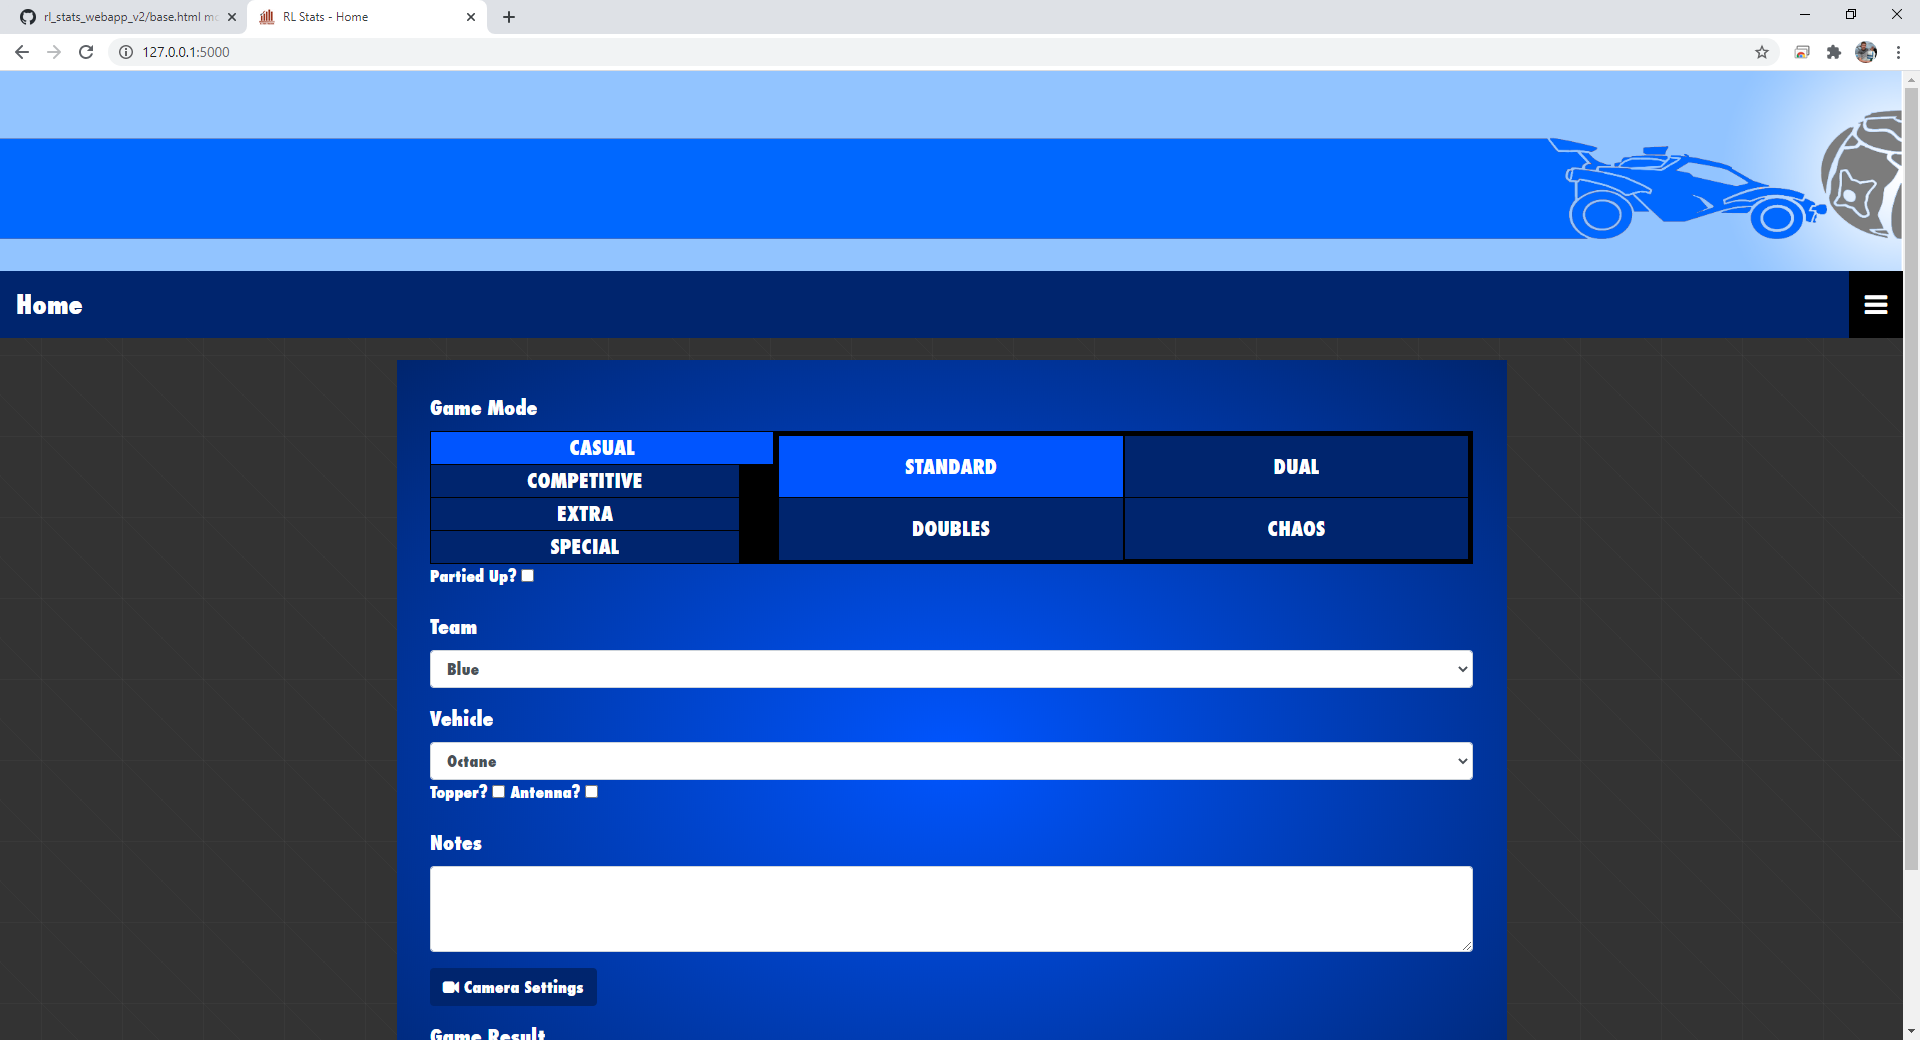 rl_stats_webapp_v2/base.html mo
RL Stats - Home
127.0.0.1:5000
Home
Game Mode
CASUAL
COMPETITIVE
EXTRA
SPECIAL
STANDARD
DUAL
DOUBLES
CHAOS
Partied Up?
Team
Blue
Vehicle
Octane
Topper? Antenna?
Notes
Camera Settings
Game Result